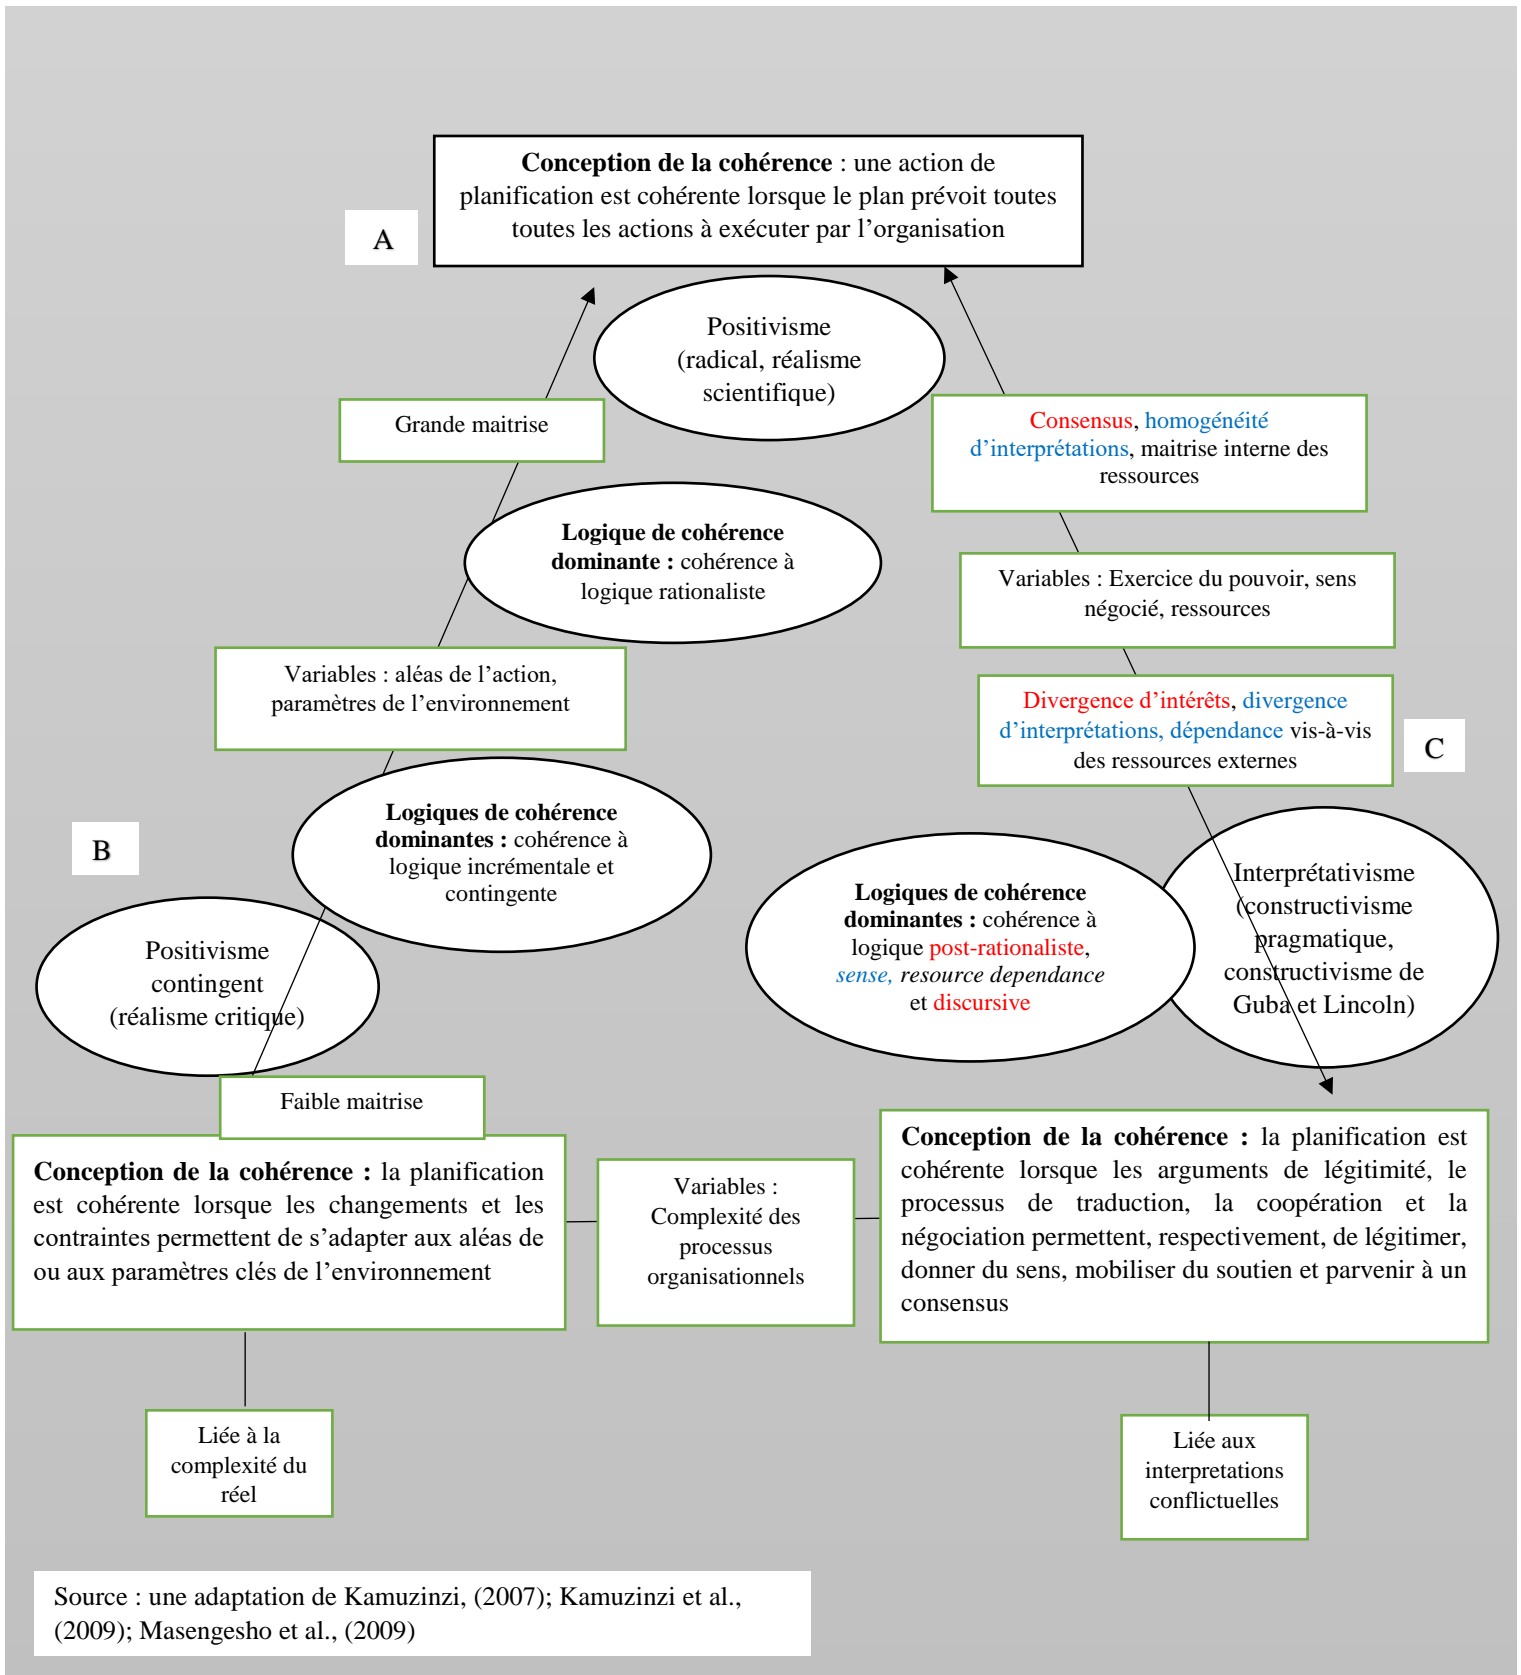 Conception de la cohérence : une action de
planification est cohérente lorsque le plan prévoit toutes
toutes les actions à exécuter par l’organisation
A
Positivisme
(radical, réalisme
scientifique)
Grande maitrise
Consensus, homogénéité
d’interprétations, maitrise interne des
ressources
Logique de cohérence
dominante : cohérence à
logique rationaliste
Variables : Exercice du pouvoir, sens
négocié, ressources
Variables : aléas de l’action,
paramètres de l’environnement
Divergence d’intérêts, divergence
d’interprétations, dépendance vis-à-vis
des ressources externes
C
Logiques de cohérence
dominantes : cohérence à
logique incrémentale et
contingente
B
Positivisme
contingent
(réalisme critique)
Logiques de cohérence
dominantes : cohérence à
logique post-rationaliste,
sense, resource dependance
et discursive
Interprétativisme
(constructivisme
pragmatique,
constructivisme de
Guba et Lincoln)
Faible maitrise
Conception de la cohérence : la planification
est cohérente lorsque les changements et les
contraintes permettent de s’adapter aux aléas de
ou aux paramètres clés de l’environnement
Variables :
Complexité des
processus
organisationnels
Conception de la cohérence : la planification est
cohérente lorsque les arguments de légitimité, le
processus de traduction, la coopération et la
négociation permettent, respectivement, de légitimer,
donner du sens, mobiliser du soutien et parvenir à un
consensus
Liée à la
complexité du
réel
Liée aux
interpretations
conflictuelles
Source : une adaptation de Kamuzinzi, (2007); Kamuzinzi et al.,
(2009); Masengesho et al., (2009)